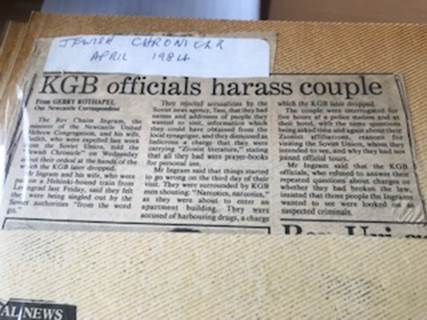 JEWISH CHRONICLE
APRIL 1984
KGB officials harass couple
From GERRY ROTHAPEL
Our Newcastle Correspondent
The Rev Chaim Ingram, the
minister of the Newcastle United
Hebrew Congregation, and his wife,
who were expelled last week
from the Soviet Union, told the
"Jewish Chronicle" on Wednesday
of their ordeal at the hands of the
which the KGB later dropped.
Mr Ingram and his wife, who were
on a Helsinki-bound train from
Leningrad last Friday, said they felt
were being singled out by the
authorities "from the word
go."
They rejected accusations by the
Soviet news agency, Tass, that they had
names and addresses of people they
wanted to visit, information which
they could have obtained from the
local synagogue, and they dismissed as
ludicrous a charge that they were
carrying "Zionist literature," stating
that all they had were prayer-books
for personal use.
Mr Ingram said that things started
to go wrong on the third day of their
visit. They were surrounded by KGB
men shouting: "Narcotics, narcotics,"
as they were about to enter an
apartment building. They were
accused of harbouring drugs, a charge
which the KGB later dropped.
The couple were interrogated for
five hours at a police station and at
their hotel, with the same questions
being asked time and again about their
Zionist affiliations, reasons for
visiting the Soviet Union, whom they
intended to see, and why they had not
joined official tours.
Mr Ingram said that the KGB
officials, who refused to answer their
repeated questions about charges or
whether they had broken the law,
insisted that those people the Ingrams
wanted to see were looked on as
suspected criminals.
AL NEWS